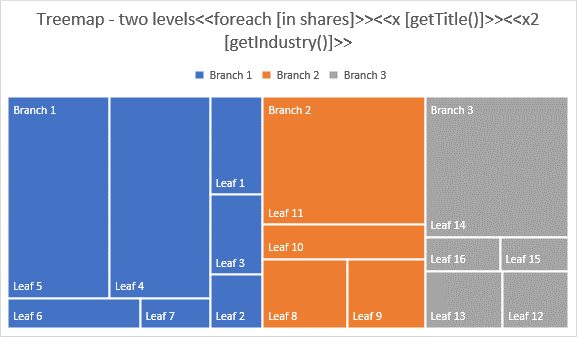 Treemap - two levels<<foreach [in shares]>><<x [getTitle()]>><<x2
[getIndustry()]>>
Branch 1 Branch 2 Branch 3
Branch 1
Leaf 5
Leaf 4
Leaf 6
Leaf 7
Leaf 1
Leaf 3
Leaf 2
Branch 2
Leaf 11
Leaf 10
Leaf 8
Leaf 9
Branch 3
Leaf 14
Leaf 16
Leaf 15
Leaf 13
Leaf 12